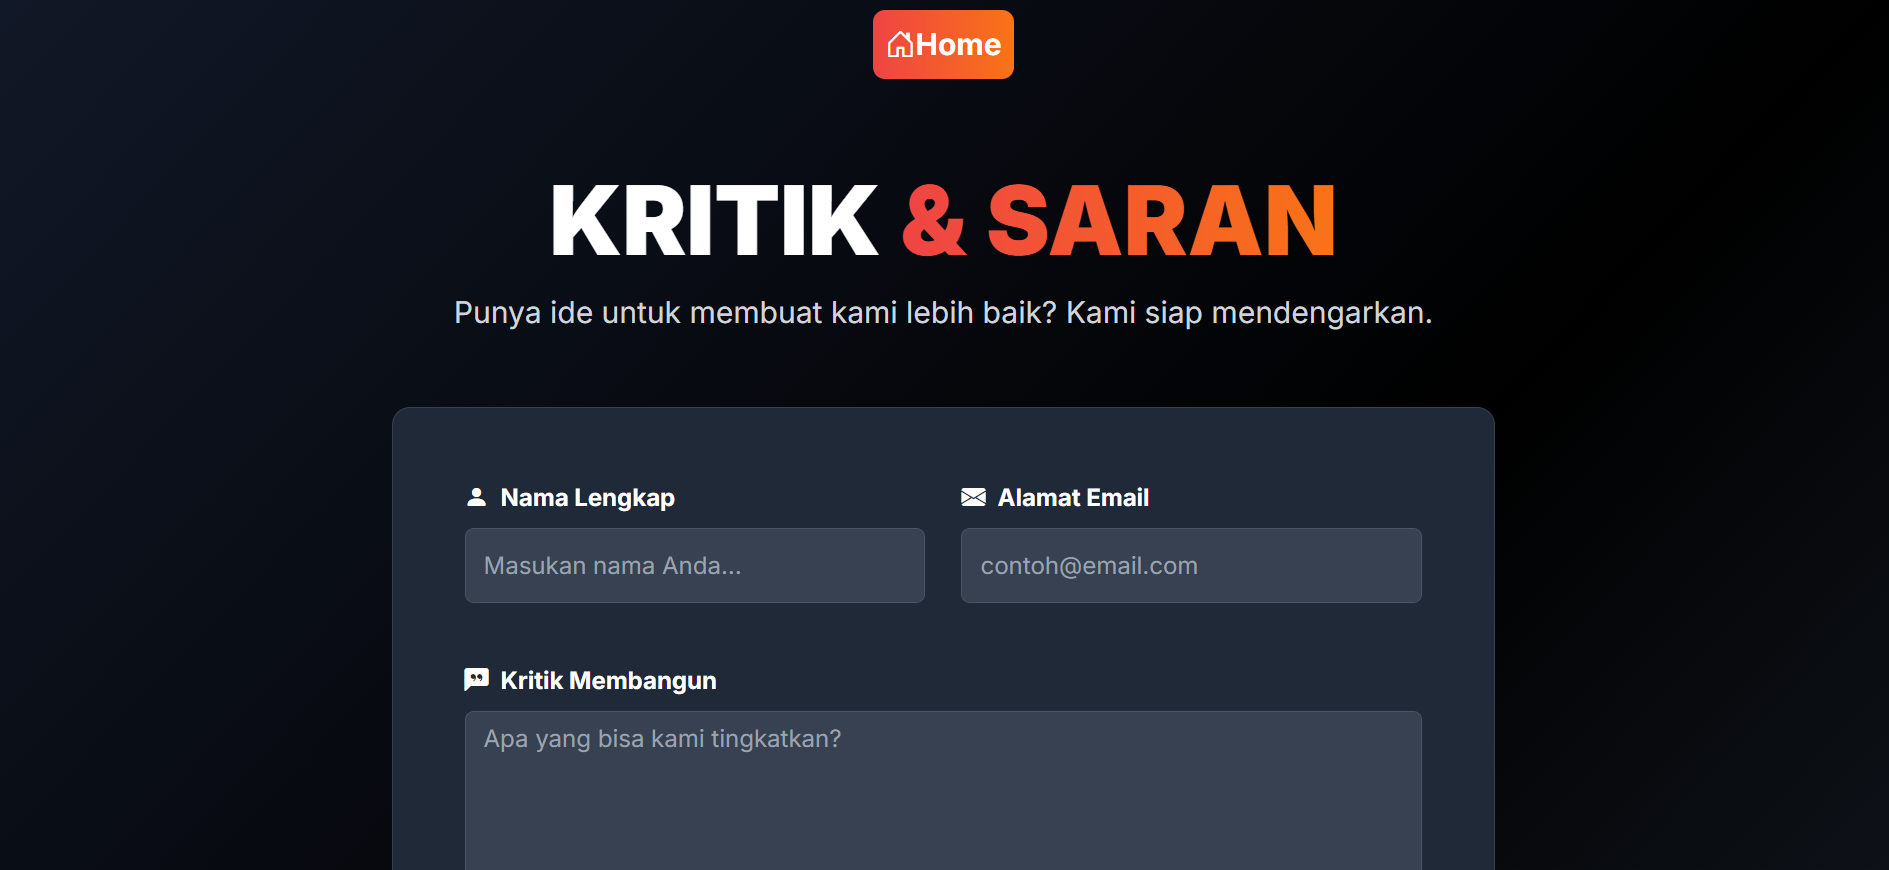 Home
KRITIK & SARAN
Punya ide untuk membuat kami lebih baik? Kami siap mendengarkan.
Nama Lengkap
Alamat Email
Masukan nama Anda...
contoh@email.com
Kritik Membangun
Apa yang bisa kami tingkatkan?